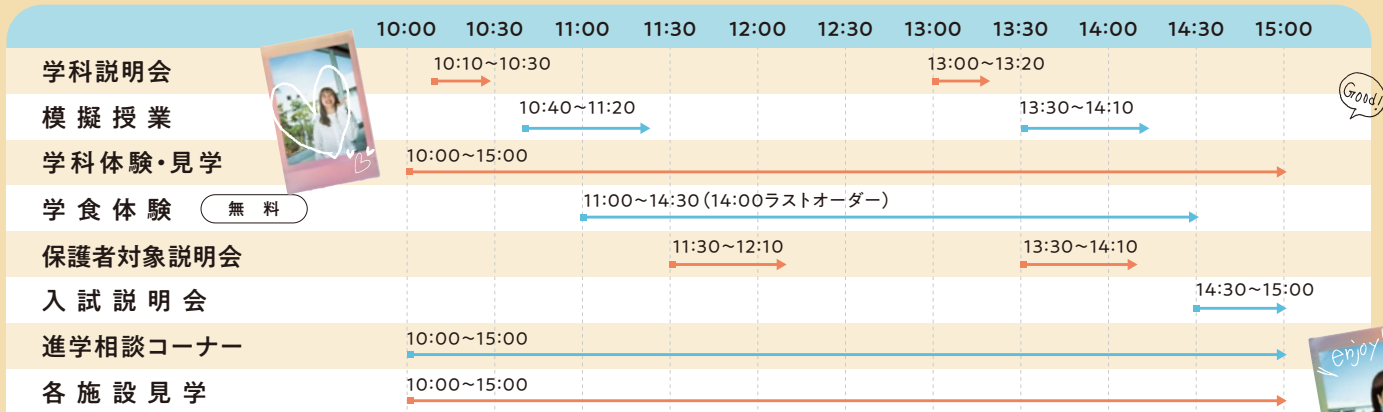 10:00 10:30 11:00 11:30 12:00 12:30 13:00 13:30 14:00 14:30 15:00
学科説明会 10:10~10:30 13:00~13:20
模擬授業 10:40~11:20 13:30~14:10
Good!
学科体験・見学 10:00~15:00
学食体験 無料 11:00~14:30(14:00ラストオーダー)
保護者対象説明会 11:30~12:10 13:30~14:10
入試説明会 14:30~15:00
進学相談コーナー 10:00~15:00
enjoy
各施設見学 10:00~15:00